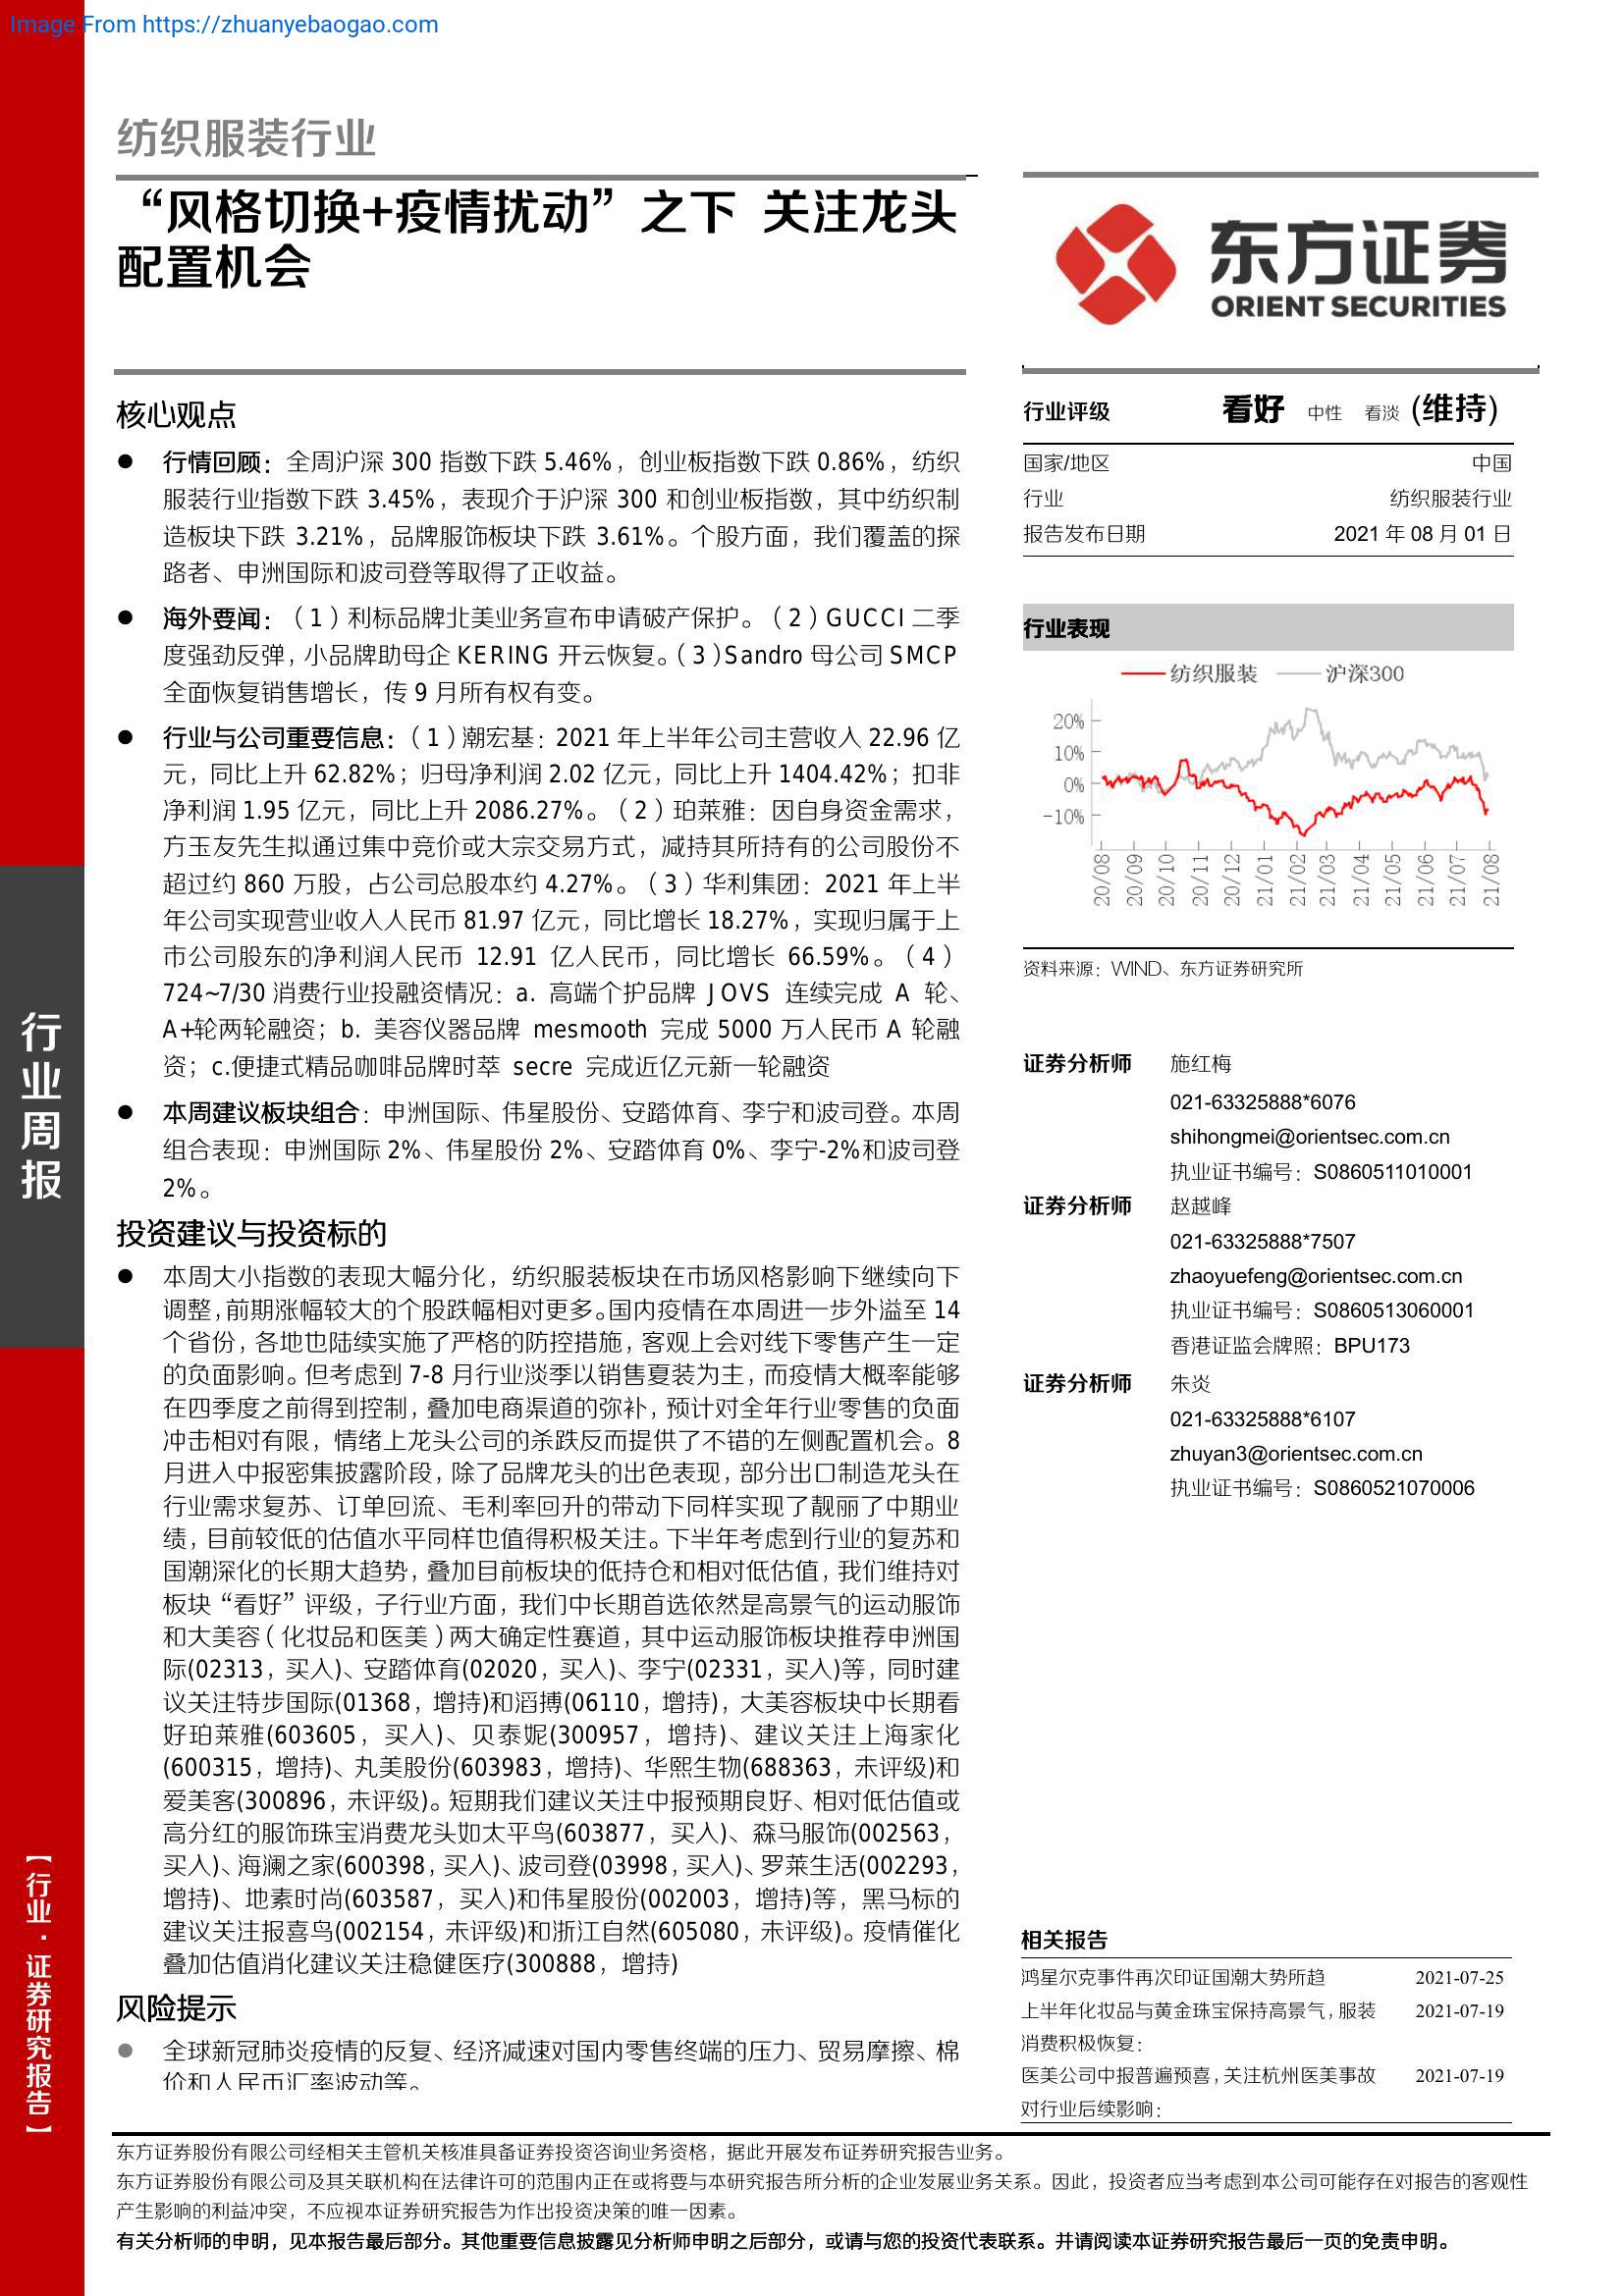 Image From https://zhuanyebaogao.com
纺织服装行业
“风格切换+疫情扰动”之下 关注龙头
配置机会
东方证券
ORIENT SECURITIES
核心观点
● 行情回顾：全周沪深 300 指数下跌 5.46%，创业板指数下跌 0.86%，纺织
服装行业指数下跌 3.45%，表现介于沪深 300 和创业板指数，其中纺织制
造板块下跌 3.21%，品牌服饰板块下跌 3.61%。个股方面，我们覆盖的探
路者、申洲国际和波司登等取得了正收益。
● 海外要闻：（1）利标品牌北美业务宣布申请破产保护。（2）GUCCI 二季
度强劲反弹，小品牌助母企 KERING 开云恢复。（3）Sandro 母公司 SMCP
全面恢复销售增长，传 9 月所有权有变。
● 行业与公司重要信息：（1）潮宏基：2021 年上半年公司主营收入 22.96 亿
元，同比上升 62.82%；归母净利润 2.02 亿元，同比上升 1404.42%；扣非
净利润 1.95 亿元，同比上升 2086.27%。（2）珀莱雅：因自身资金需求，
方玉友先生拟通过集中竞价或大宗交易方式，减持其所持有的公司股份不
超过约 860 万股，占公司总股本约 4.27%。（3）华利集团：2021 年上半
年公司实现营业收入人民币 81.97 亿元，同比增长 18.27%，实现归属于上
市公司股东的净利润人民币 12.91 亿人民币，同比增长 66.59%。（4）
724~7/30 消费行业投融资情况：a. 高端个护品牌 JOVS 连续完成 A 轮、
A+轮两轮融资；b. 美容仪器品牌 mesmooth 完成 5000 万人民币 A 轮融
资；c.便捷式精品咖啡品牌时萃 secre 完成近亿元新一轮融资
● 本周建议板块组合：申洲国际、伟星股份、安踏体育、李宁和波司登。本周
组合表现：申洲国际 2%、伟星股份 2%、安踏体育 0%、李宁-2%和波司登
2%。
投资建议与投资标的
● 本周大小指数的表现大幅分化，纺织服装板块在市场风格影响下继续向下
调整，前期涨幅较大的个股跌幅相对更多。国内疫情在本周进一步外溢至 14
个省份，各地也陆续实施了严格的防控措施，客观上会对线下零售产生一定
的负面影响。但考虑到 7-8 月行业淡季以销售夏装为主，而疫情大概率能够
在四季度之前得到控制，叠加电商渠道的弥补，预计对全年行业零售的负面
冲击相对有限，情绪上龙头公司的杀跌反而提供了不错的左侧配置机会。8
月进入中报密集披露阶段，除了品牌龙头的出色表现，部分出口制造龙头在
行业需求复苏、订单回流、毛利率回升的带动下同样实现了靓丽了中期业
绩，目前较低的估值水平同样也值得积极关注。下半年考虑到行业的复苏和
国潮深化的长期大趋势，叠加目前板块的低持仓和相对低估值，我们维持对
板块“看好”评级，子行业方面，我们中长期首选依然是高景气的运动服饰
和大美容（化妆品和医美）两大确定性赛道，其中运动服饰板块推荐申洲国
际(02313，买入)、安踏体育(02020，买入)、李宁(02331，买入)等，同时建
议关注特步国际(01368，增持)和滔搏(06110，增持)，大美容板块中长期看
好珀莱雅(603605，买入)、贝泰妮(300957，增持)、建议关注上海家化
(600315，增持)、丸美股份(603983，增持)、华熙生物(688363，未评级)和
爱美客(300896，未评级)。短期我们建议关注中报预期良好、相对低估值或
高分红的服饰珠宝消费龙头如太平鸟(603877，买入)、森马服饰(002563，
买入)、海澜之家(600398，买入)、波司登(03998，买入)、罗莱生活(002293，
增持)、地素时尚(603587，买入)和伟星股份(002003，增持)等，黑马标的
建议关注报喜鸟(002154，未评级)和浙江自然(605080，未评级)。疫情催化
叠加估值消化建议关注稳健医疗(300888，增持)
风险提示
● 全球新冠肺炎疫情的反复、经济减速对国内零售终端的压力、贸易摩擦、棉
价和人民币汇率波动等。
行业评级 看好 中性 看淡 (维持)
国家/地区 中国
行业 纺织服装行业
报告发布日期 2021 年 08 月 01 日
行业表现
纺织服装 沪深300
20%
10%
0%
-10%
20/08 20/09 20/10 20/11 20/12 21/01 21/02 21/03 21/04 21/05 21/06 21/07 21/08
资料来源：WIND、东方证券研究所
证券分析师 施红梅
021-63325888*6076
shihongmei@orientsec.com.cn
执业证书编号：S0860511010001
证券分析师 赵越峰
021-63325888*7507
zhaoyuefeng@orientsec.com.cn
执业证书编号：S0860513060001
香港证监会牌照：BPU173
证券分析师 朱炎
021-63325888*6107
zhuyan3@orientsec.com.cn
执业证书编号：S0860521070006
相关报告
鸿星尔克事件再次印证国潮大势所趋 2021-07-25
上半年化妆品与黄金珠宝保持高景气，服装 2021-07-19
消费积极恢复：
医美公司中报普遍预喜，关注杭州医美事故 2021-07-19
对行业后续影响：
行业周报
【行业·证券研究报告】
东方证券股份有限公司经相关主管机关核准具备证券投资咨询业务资格，据此开展发布证券研究报告业务。
东方证券股份有限公司及其关联机构在法律许可的范围内正在或将要与本研究报告所分析的企业发展业务关系。因此，投资者应当考虑到本公司可能存在对报告的客观性
产生影响的利益冲突，不应视本证券研究报告为作出投资决策的唯一因素。
有关分析师的申明，见本报告最后部分。其他重要信息披露见分析师申明之后部分，或请与您的投资代表联系。并请阅读本证券研究报告最后一页的免责申明。